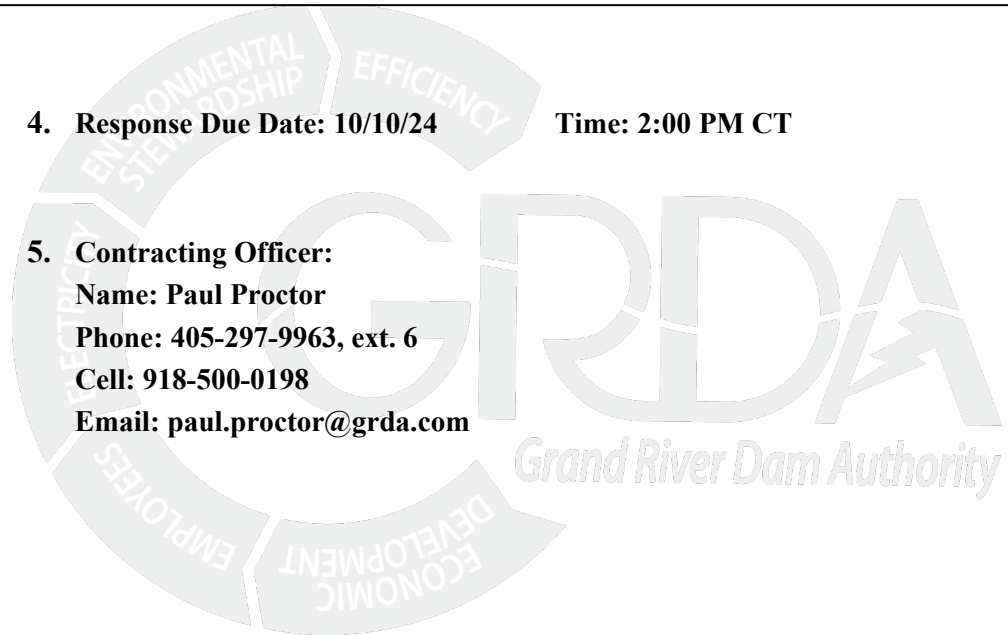 4. Response Due Date: 10/10/24 Time: 2:00 PM CT
5. Contracting Officer:
Name: Paul Proctor
Phone: 405-297-9963, ext. 6
Cell: 918-500-0198
Email: paul.proctor@grda.com
ENVIRONMENTAL
STEWARDSHIP
EFFICIENCY
ELECTRICITY
GRDA
Grand River Dam Authority
EMPLOYEES
ECONOMIC
DEVELOPMENT